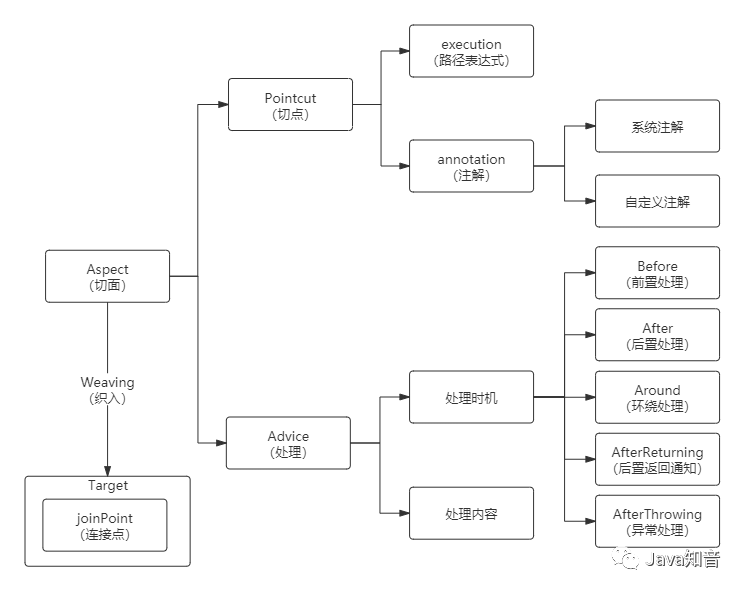 execution
（路径表达式）
Pointcut
（切点）
annotation
（注解）
系统注解
自定义注解
Aspect
（切面）
Weaving
（织入）
Target
joinPoint
（连接点）
Advice
（处理）
处理时机
处理内容
Before
（前置处理）
After
（后置处理）
Around
（环绕处理）
AfterReturning
（后置返回通知）
AfterThrowing
（异常处理）
Java知音